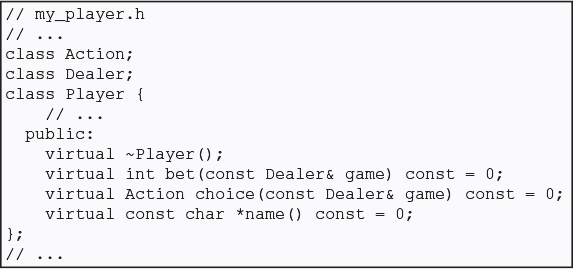 // my_player.h
// ...
class Action;
class Dealer;
class Player {
    // ...
  public:
    virtual ~Player();
    virtual int bet(const Dealer& game) const = 0;
    virtual Action choice(const Dealer& game) const = 0;
    virtual const char *name() const = 0;
};
// ...